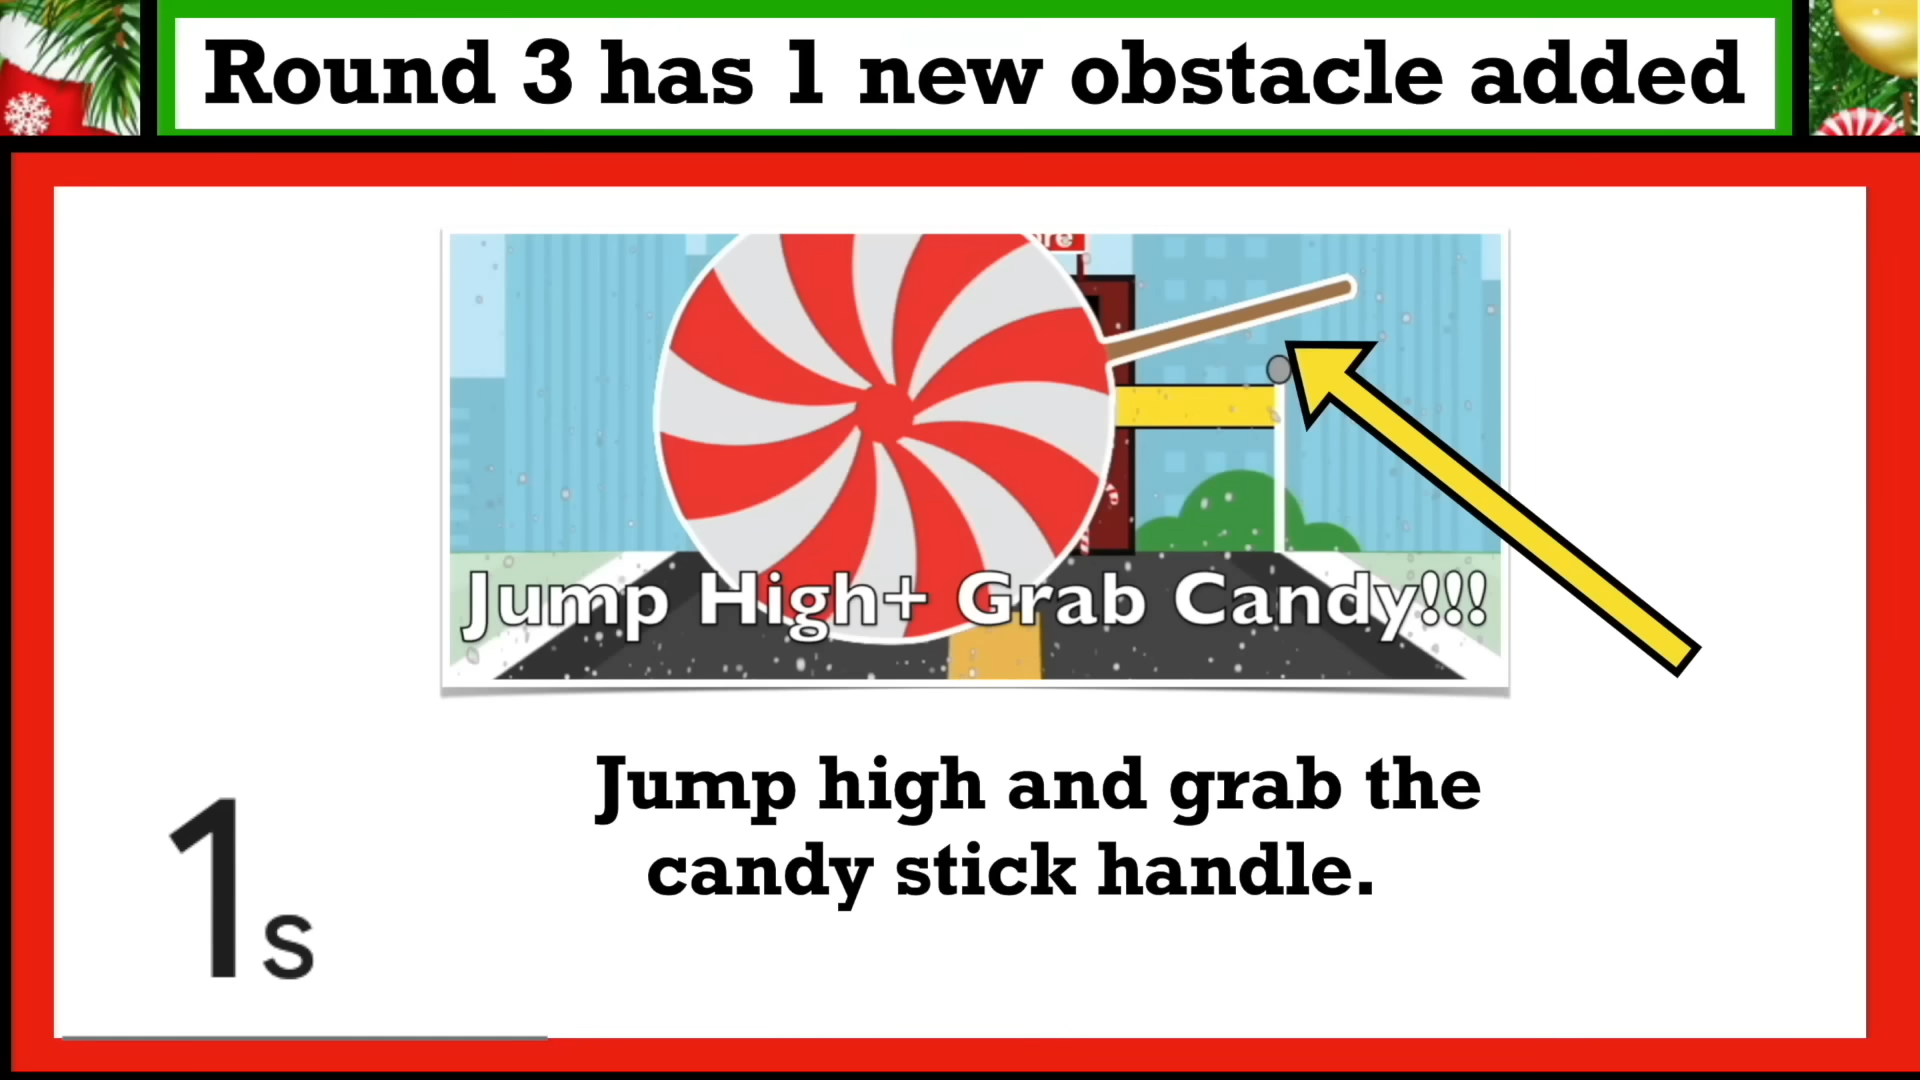 Round 3 has 1 new obstacle added
Jump High+ Grab Candy!!!
Jump high and grab the
candy stick handle.
1s